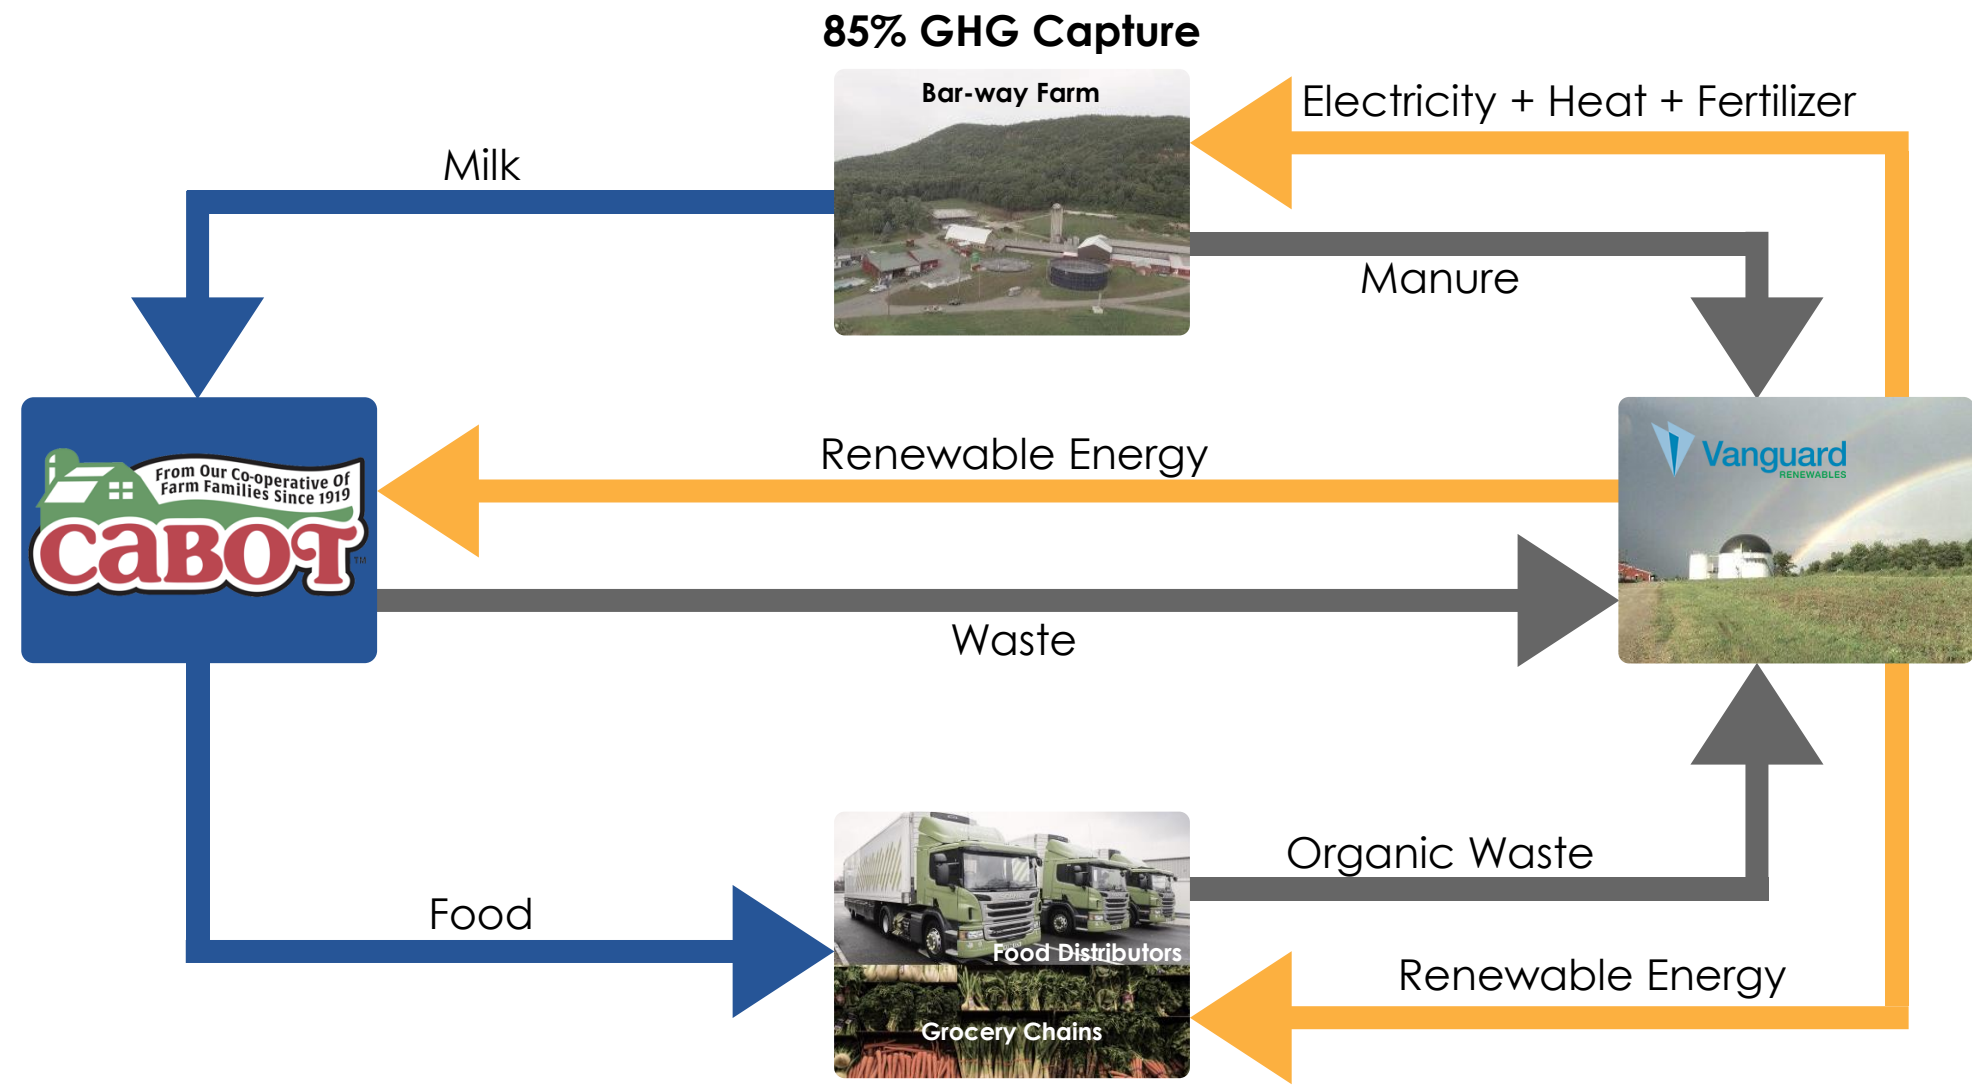 85% GHG Capture
Bar-way Farm
Electricity + Heat + Fertilizer
Milk
Manure
From Our Co-operative Of
Farm Families Since 1919
CABOT
TM
Renewable Energy
Vanguard
RENEWABLES
Waste
Organic Waste
Food
Food Distributors
Renewable Energy
Grocery Chains